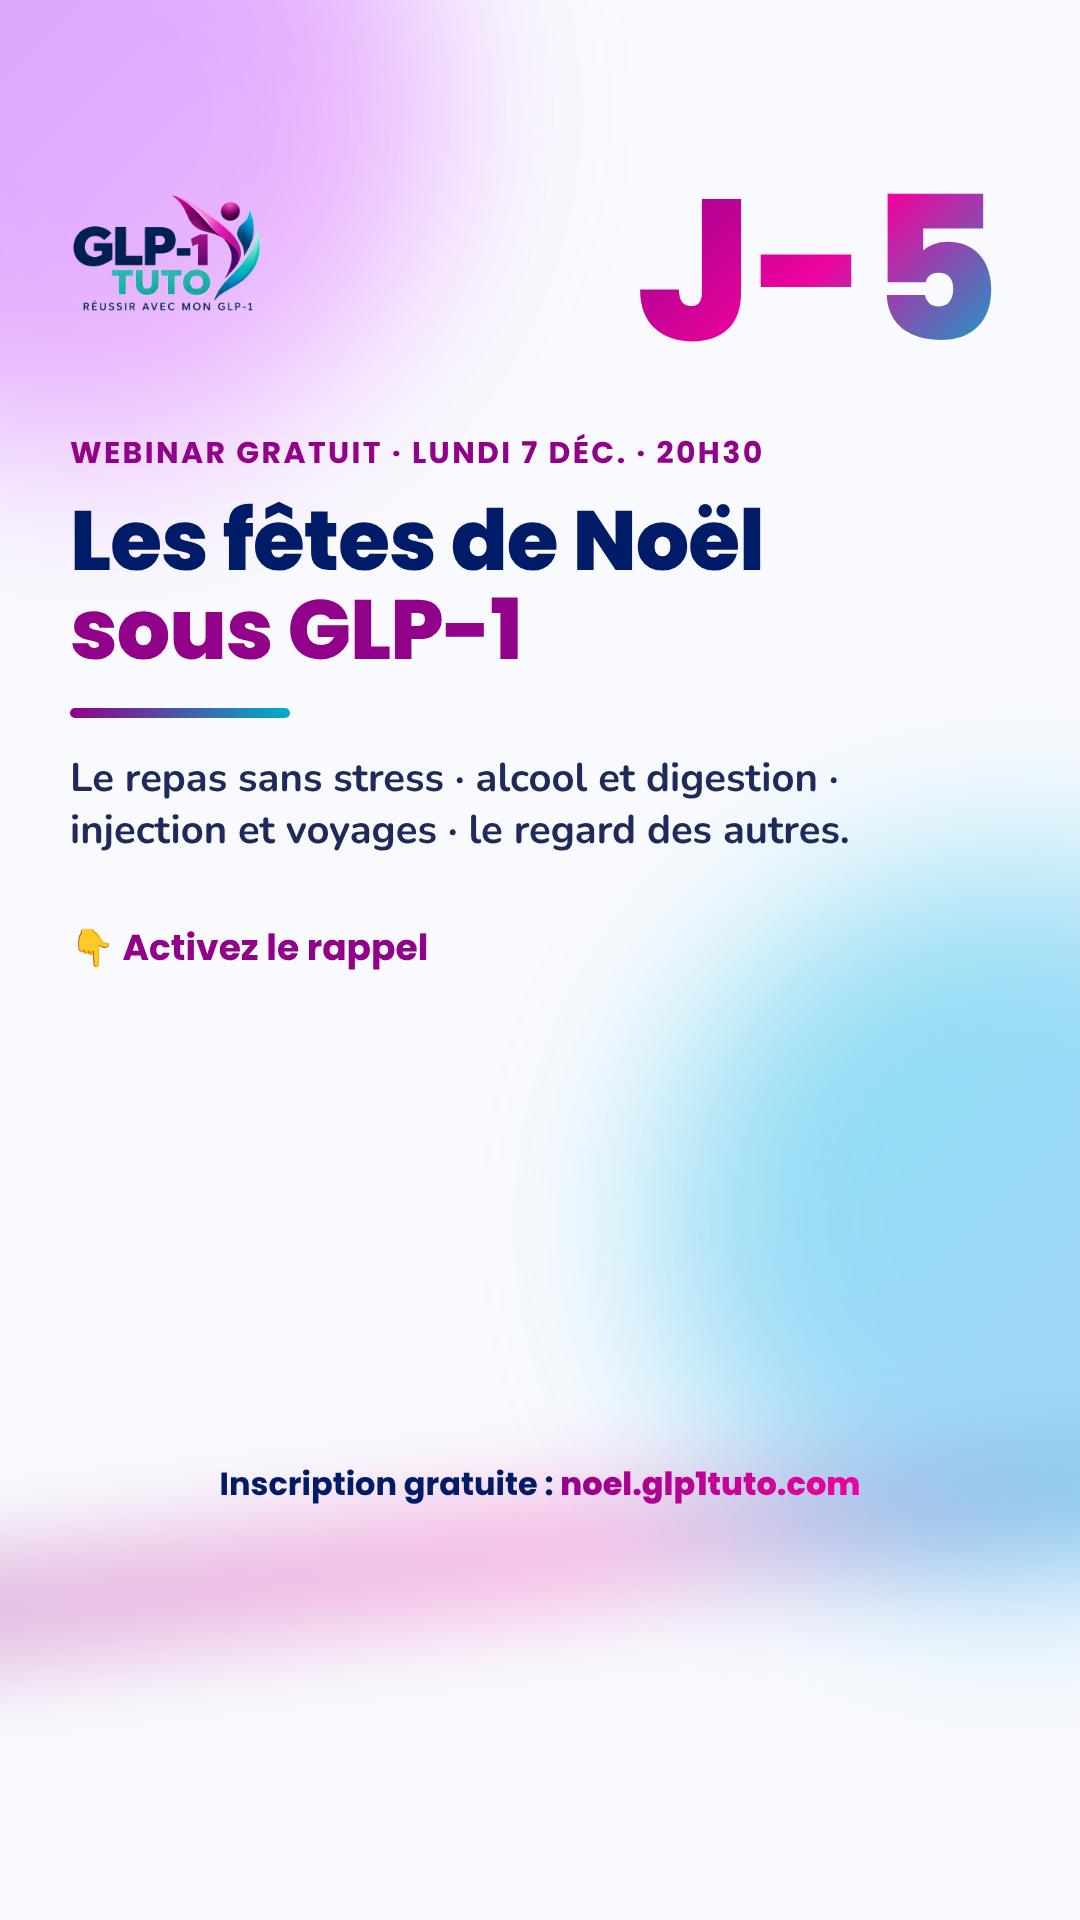 GLP-1
TUTO
RÉUSSIR AVEC MON GLP-1
J-5
WEBINAR GRATUIT · LUNDI 7 DÉC. · 20H30
Les fêtes de Noël
sous GLP-1
Le repas sans stress · alcool et digestion ·
injection et voyages · le regard des autres.
👇 Activez le rappel
Inscription gratuite : noel.glp1tuto.com